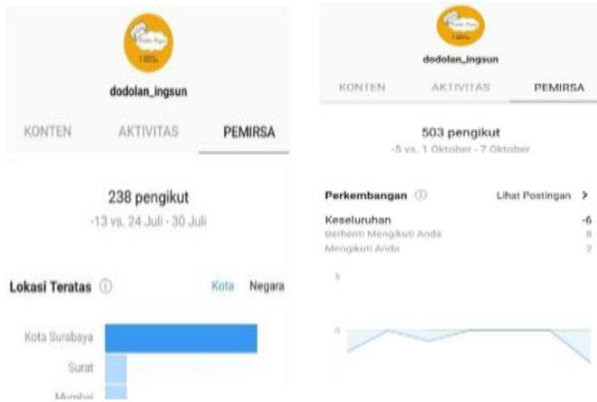 dodolan_ingsun
KONTEN AKTIVITAS PEMIRSA
238 pengikut
-13 vs. 24 Juli - 30 Juli
Lokasi Teratas Kota Negara
Kota Surabaya
Surat
Mumbai
dodolan_ingsun
KONTEN AKTIVITAS PEMIRSA
503 pengikut
-5 vs. 1 Oktober - 7 Oktober
Perkembangan Lihat Postingan >
Keseluruhan -6
Berhenti Mengikuti Anda 8
Mengikuti Anda 2
0